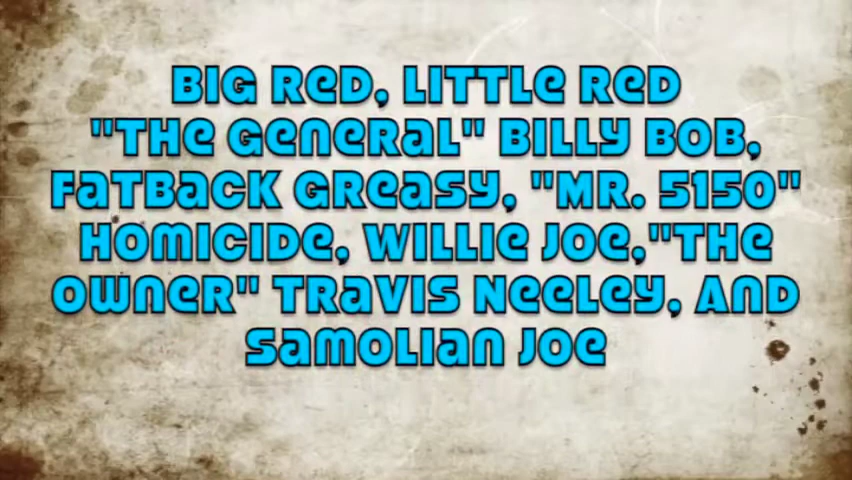 BIG RED, LITTLE RED
"THE GENERAL" BILLY BOB,
FATBACK GREASY, "MR. 5150"
HOMICIDE, WILLIE JOE,"THE
OWNER" TRAVIS NEELEY, AND
SAMOLIAN JOE